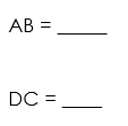 AB = _____
DC = ____